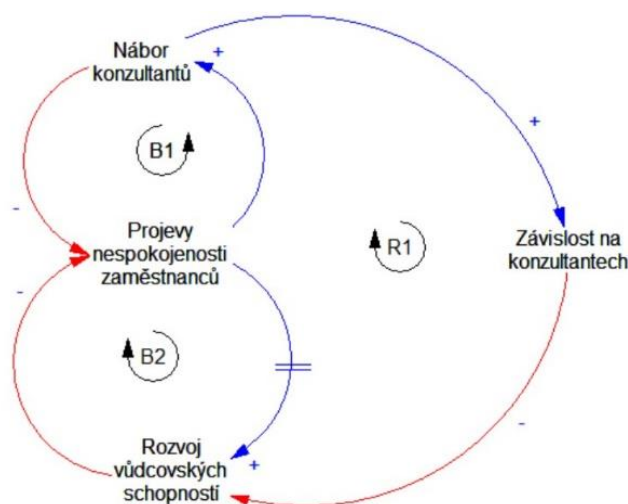 Nábor
konzultantů
+
+
B1
-
Projevy
nespokojenosti
zaměstnanců
-
R1
Závislost na
konzultantech
B2
-
Rozvoj
vůdcovských
schopností
+